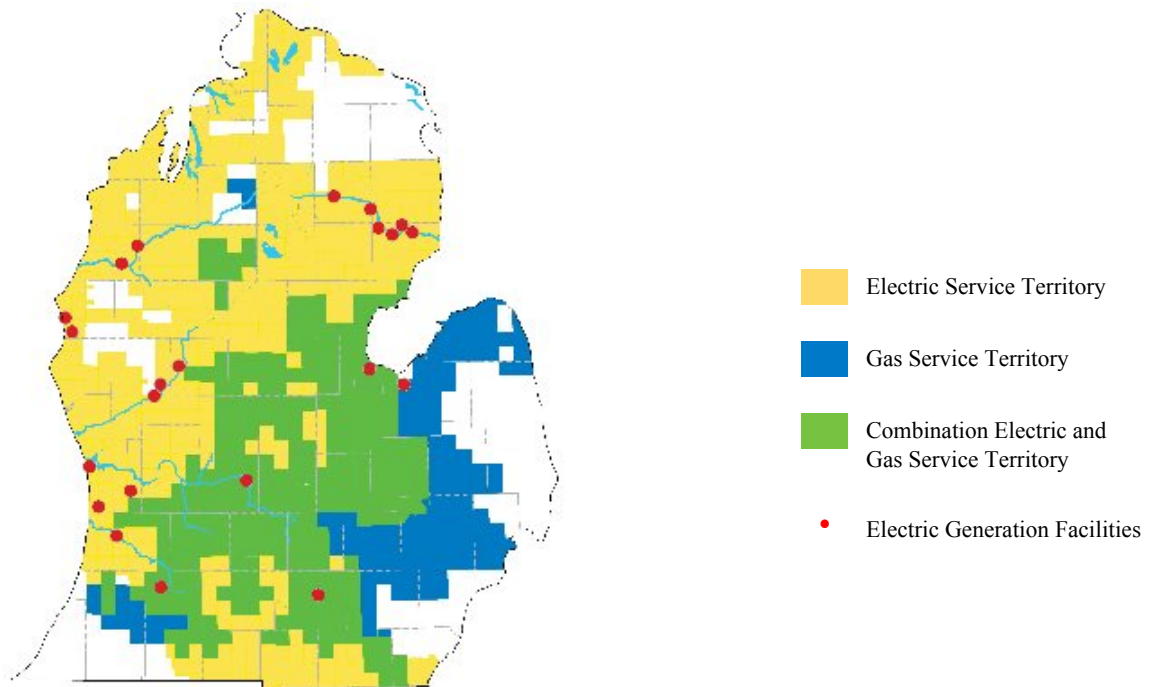 Electric Service Territory
Gas Service Territory
Combination Electric and
Gas Service Territory
Electric Generation Facilities